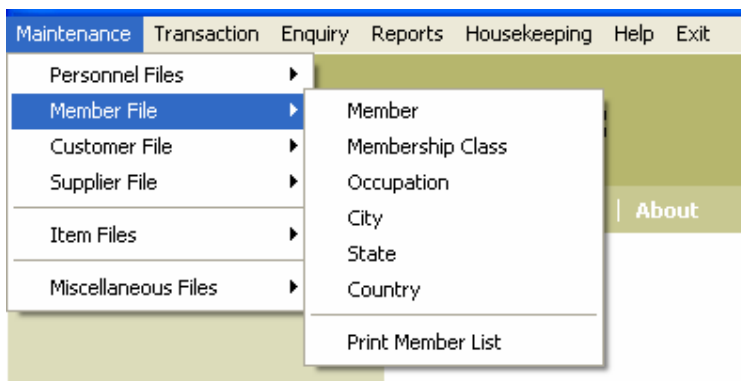 Maintenance Transaction Enquiry Reports Housekeeping Help Exit
Personnel Files
Member File
Customer File
Supplier File
Item Files
Miscellaneous Files
Member
Membership Class
Occupation
City
State
Country
Print Member List
| About